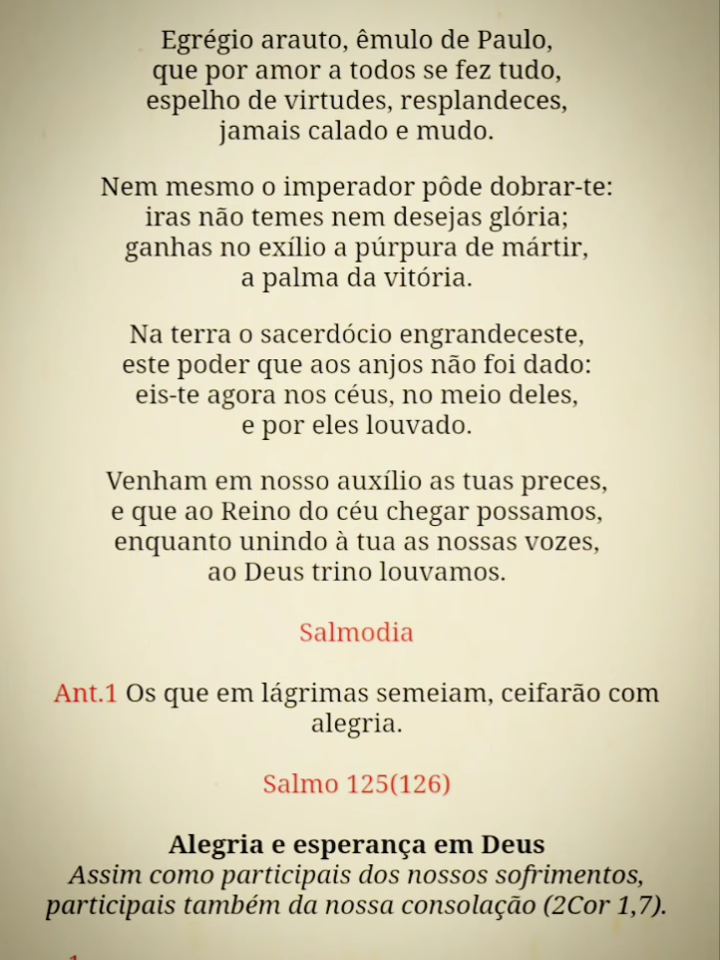 Egrégio arauto, êmulo de Paulo,
que por amor a todos se fez tudo,
espelho de virtudes, resplandeces,
jamais calado e mudo.
Nem mesmo o imperador pôde dobrar-te:
iras não temes nem desejas glória;
ganhas no exílio a púrpura de mártir,
a palma da vitória.
Na terra o sacerdócio engrandeceste,
este poder que aos anjos não foi dado:
eis-te agora nos céus, no meio deles,
e por eles louvado.
Venham em nosso auxílio as tuas preces,
e que ao Reino do céu chegar possamos,
enquanto unindo à tua as nossas vozes,
ao Deus trino louvamos.
Salmodia
Ant.1 Os que em lágrimas semeiam, ceifarão com
alegria.
Salmo 125(126)
Alegria e esperança em Deus
Assim como participais dos nossos sofrimentos,
participais também da nossa consolação (2Cor 1,7).